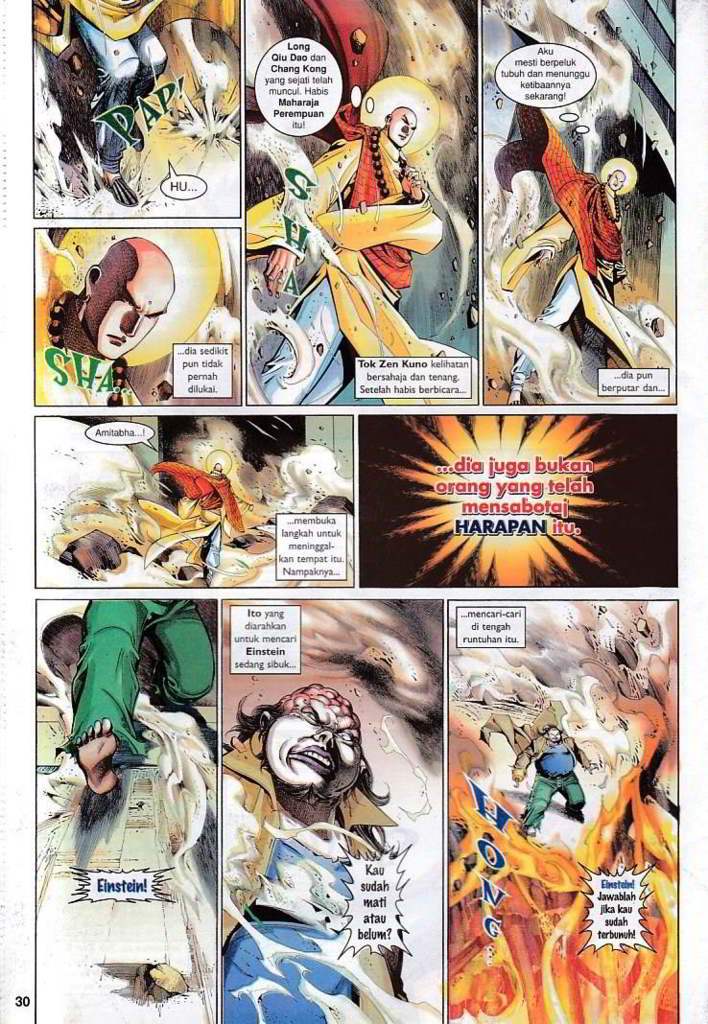 PAP!
HU...
Long
Qiu Dao dan
Chang Kong
yang sejati telah
muncul. Habis
Maharaja
Perempuan
itu!
SHA
Aku
mesti berpeluk
tubuh dan menunggu
ketibaannya
sekarang!
SHA...
...dia sedikit
pun tidak
pernah
dilukai.
Tok Zen Kuno kelihatan
bersahaja dan tenang.
Setelah habis berbicara...
...dia pun
berputar dan...
Amitabha...!
...membuka
langkah untuk
meninggal-
kan tempat itu.
Nampaknya...
...dia juga bukan
orang yang telah
mensabotaj
HARAPAN itu.
Einstein!
Ito yang
diarahkan
untuk mencari
Einstein
sedang sibuk...
Kau
sudah
mati
atau
belum?
...mencari-cari
di tengah
runtuhan itu.
HONG
Einstein!
Jawablah
jika kau
sudah
terbunuh!
30